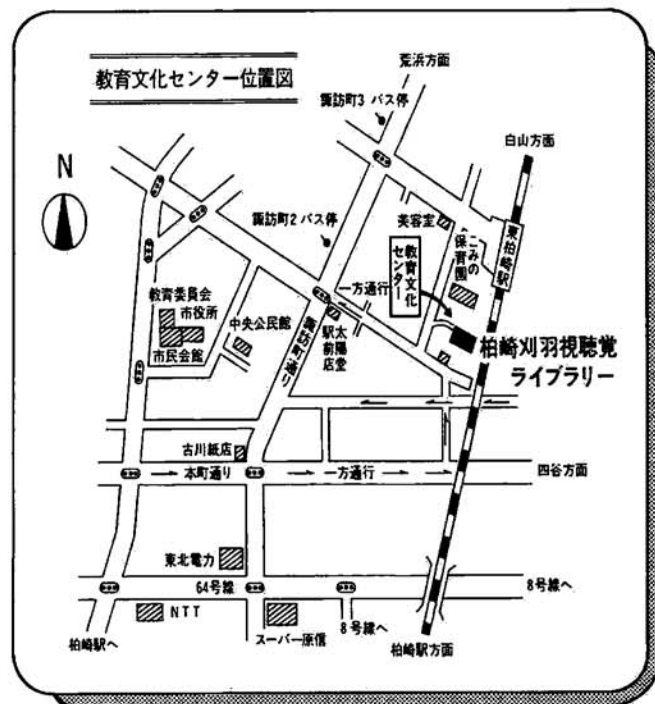 教育文化センター位置図
荒浜方面
諏訪町3 バス停
白山方面
N
諏訪町2 バス停
美容室
東柏崎駅
こみの
保育園
教育文化
センター
一方通行
教育委員会
市役所
市民会館
中央公民館
諏訪町通り
太陽堂
駅前店
柏崎刈羽視聴覚
ライブラリー
古川紙店
本町通り
一方通行
四谷方面
東北電力
64号線
8号線へ
NTT
スーパー原信
8号線へ
柏崎駅へ
柏崎駅方面